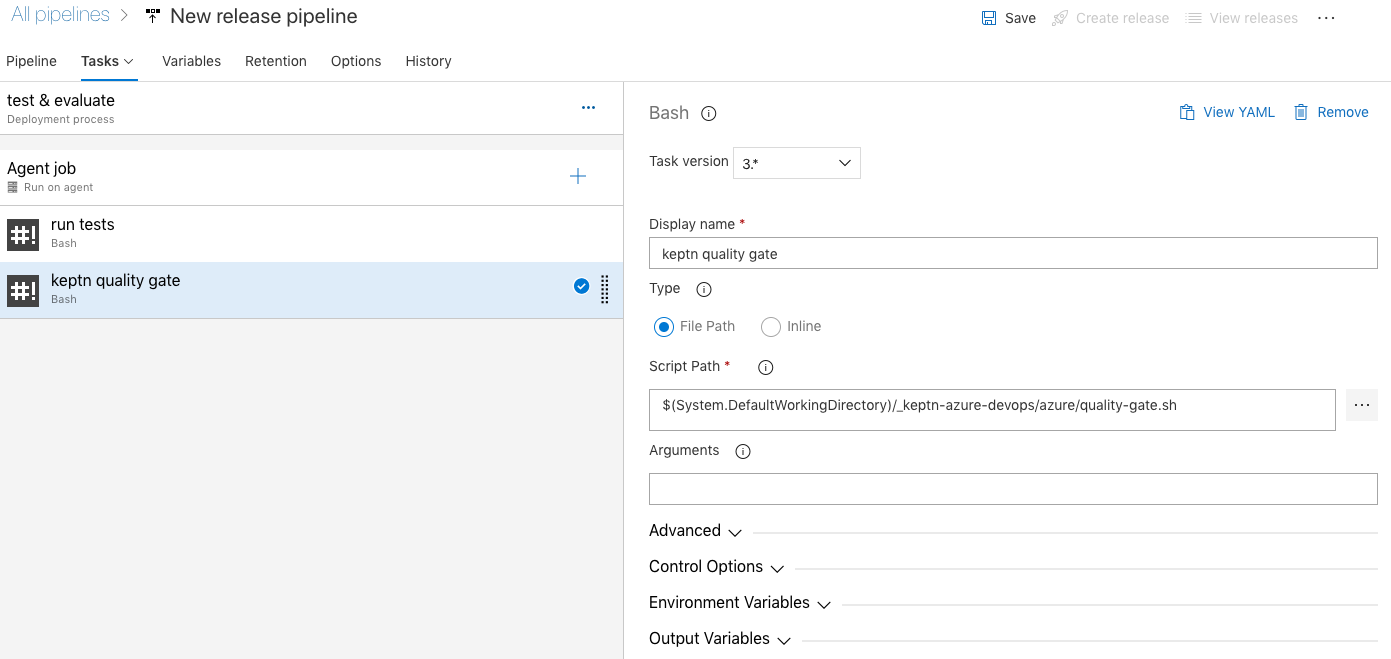 All pipelines > New release pipeline
Save Create release View releases ...
Pipeline Tasks Variables Retention Options History
test & evaluate
Deployment process
...
Agent job
Run on agent
+
#! run tests
Bash
#! keptn quality gate
Bash
Bash
View YAML Remove
Task version 3.*
Display name *
keptn quality gate
Type
File Path Inline
Script Path *
$(System.DefaultWorkingDirectory)/_keptn-azure-devops/azure/quality-gate.sh
...
Arguments
Advanced
Control Options
Environment Variables
Output Variables